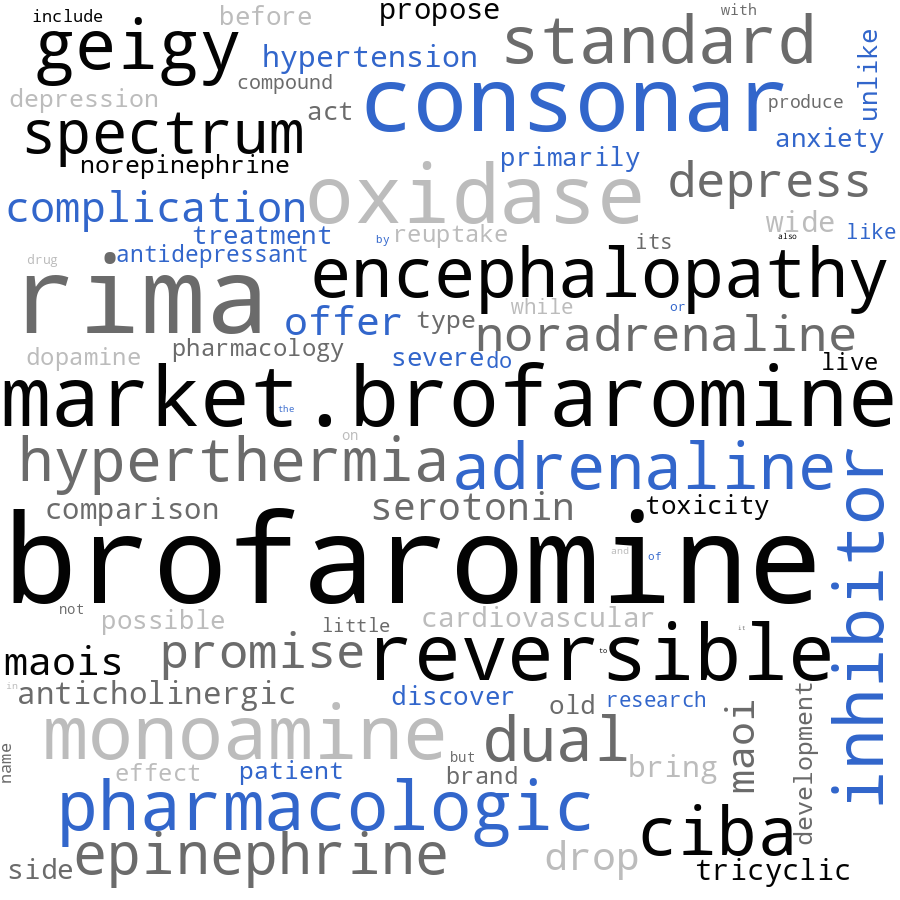 include
propose
with
geigy
before
standard
hypertension
unlike
compound
consonar
depression
act
produce
spectrum
anxiety
norepinephrine
primarily
oxidase
depress
complication
wide
treatment
by
reuptake
its
also
like
antidepressant
drug
rima
encephalopathy
while
or
offer
type
noradrenaline
dopamine
pharmacology
severe
do
live
market.brofaromine
the
on
hyperthermia
adrenaliner
inhibitor
comparison
serotonin
toxicity
brofaromine
and
of
not
possible
little
cardiovascular
it
maois
promise
reversible
to
in
anticholinergic
discover
old
research
monoamine
dual
maoi
development
name
effect
patient
but
brand
bring
pharmacologic
ciba
side
epinephrine
drop
tricyclic